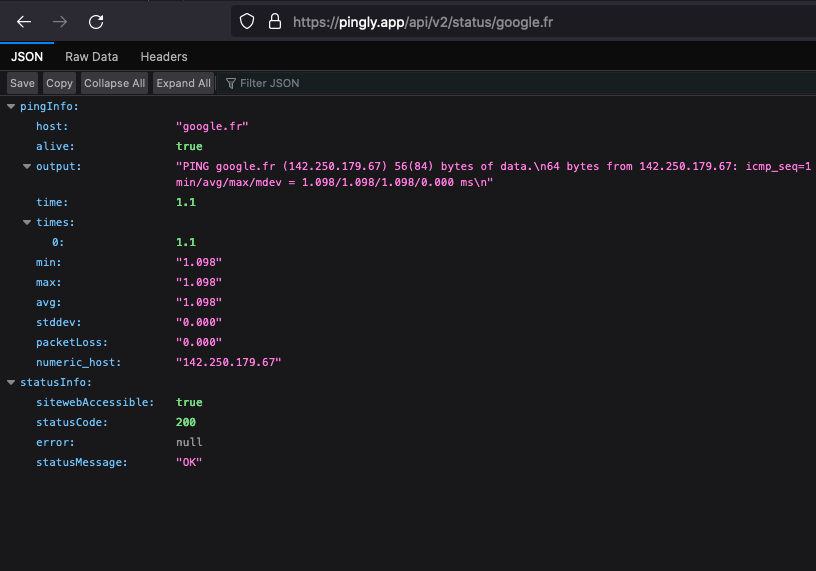 https://pingly.app/api/v2/status/google.fr
JSON Raw Data Headers
Save Copy Collapse All Expand All Filter JSON
pingInfo:
host: "google.fr"
alive: true
output: "PING google.fr (142.250.179.67) 56(84) bytes of data.\n64 bytes from 142.250.179.67: icmp_seq=1
min/avg/max/mdev = 1.098/1.098/1.098/0.000 ms\n"
time: 1.1
times:
0: 1.1
min: "1.098"
max: "1.098"
avg: "1.098"
stddev: "0.000"
packetLoss: "0.000"
numeric_host: "142.250.179.67"
statusInfo:
sitewebAccessible: true
statusCode: 200
error: null
statusMessage: "OK"